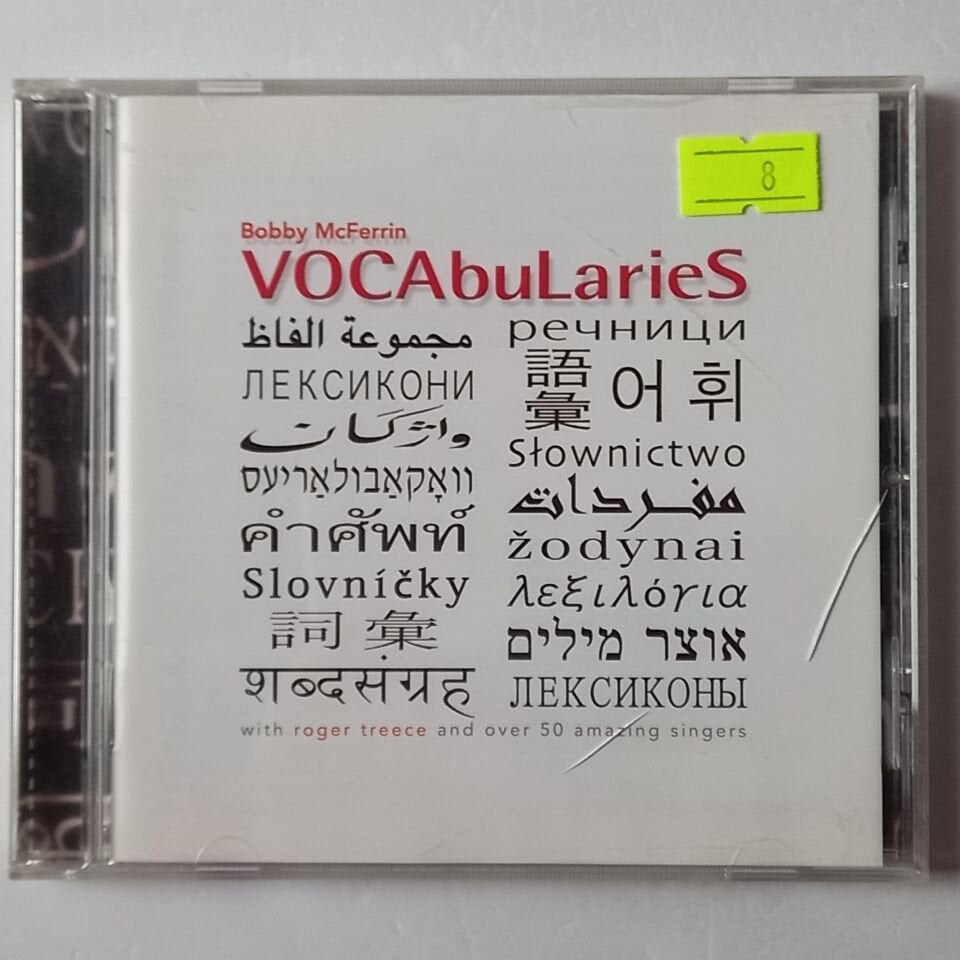 8
Bobby McFerrin
VOCAbuLarieS
مجموعة الفاظ
ЛЕКСИКОНИ
واژگان
וואָקאַבולאַריעס
คำศัพท์
Slovníčky
詞彙
शब्दसंग्रह
речници
語彙 어휘
Słownictwo
مفردات
žodynai
λεξιλόγια
אוצר מילים
ЛЕКСИКОНЫ
with roger treece and over 50 amazing singers